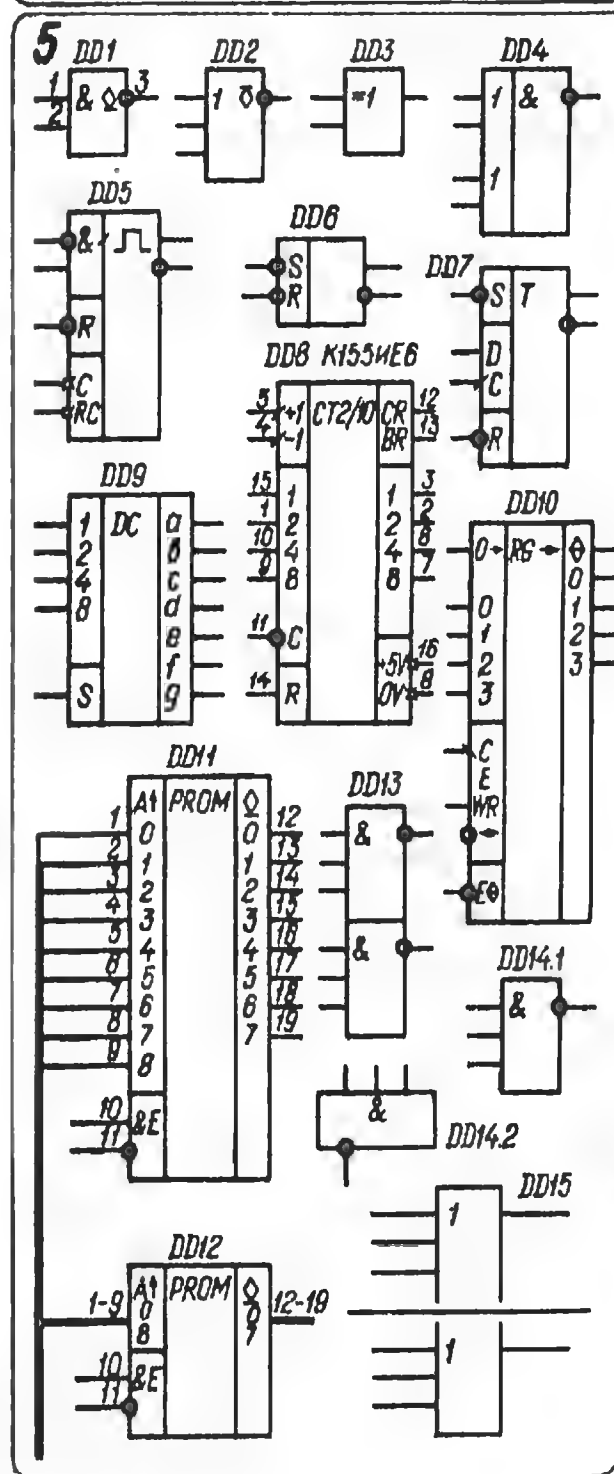 5
DD1 DD2 DD3 DD4
1 & ◇ 3
2
1 ◇
=1
1 &
1
DD5
&
R
C
RC
DD6
S
R
DD7
S T
D
C
R
DD8 К155ИЕ6
5 +1 CT2/10 CR 12
4 -1 BR 13
15 1 1 3
1 2 2 2
10 4 4 6
9 8 8 7
11 C
+5V 16
14 R 0V 8
DD9
1 DC a
2 b
4 c
8 d
e
f
S g
DD10
0→ RG→ ◇
0 0
1 1
2 2
3 3
C
E
WR
↔
E◇
DD11
A↑ PROM ◇
1 0 0 12
2 1 1 13
3 2 2 14
4 3 3 15
5 4 4 16
6 5 5 17
7 6 6 18
8 7 7 19
9 8
10 &E
11
DD13
&
&
DD14.1
&
&
DD14.2
DD12
A↑ PROM ◇
1-9 0 0 12-19
8 7
10 &E
11
DD15
1
1